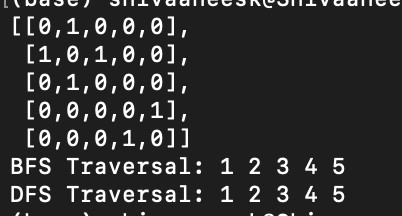 [[0,1,0,0,0],
[1,0,1,0,0],
[0,1,0,0,0],
[0,0,0,0,1],
[0,0,0,1,0]]
BFS Traversal: 1 2 3 4 5
DFS Traversal: 1 2 3 4 5